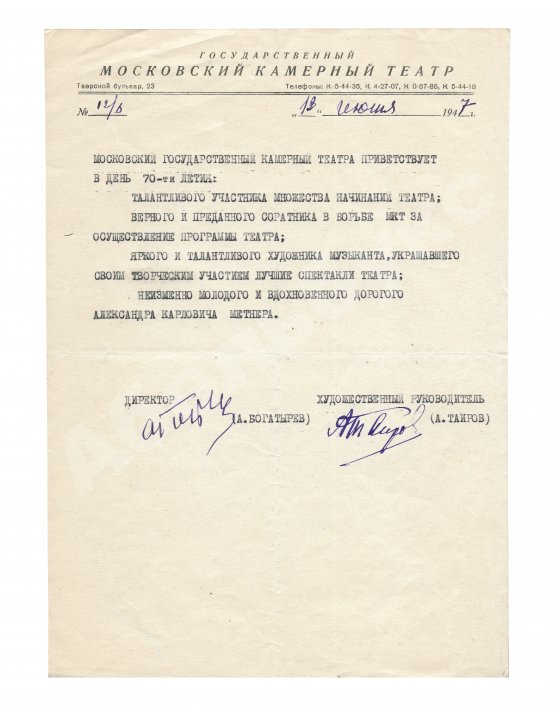 ГОСУДАРСТВЕННЫЙ
МОСКОВСКИЙ КАМЕРНЫЙ ТЕАТР
Тверской бульвар, 23 Телефоны: К 5-44-35, К 4-27-07, К 0-67-86, К 5-44-18
№ 12/Б „13“ июня 1947 г.
МОСКОВСКИЙ ГОСУДАРСТВЕННЫЙ КАМЕРНЫЙ ТЕАТРА ПРИВЕТСТВУЕТ
В ДЕНЬ 70-ти ЛЕТИЯ:
ТАЛАНТЛИВОГО УЧАСТНИКА МНОЖЕСТВА НАЧИНАНИЙ ТЕАТРА;
ВЕРНОГО И ПРЕДАННОГО СОРАТНИКА В БОРЬБЕ МКТ ЗА
ОСУЩЕСТВЛЕНИЕ ПРОГРАММЫ ТЕАТРА;
ЯРКОГО И ТАЛАНТЛИВОГО ХУДОЖНИКА МУЗЫКАНТА,УКРАШАВШЕГО
СВОИМ ТВОРЧЕСКИМ УЧАСТИЕМ ЛУЧШИЕ СПЕКТАКЛИ ТЕАТРА;
НЕИЗМЕННО МОЛОДОГО И ВДОХНОВЕННОГО ДОРОГОГО
АЛЕКСАНДРА КАРЛОВИЧА МЕТНЕРА.
ДИРЕКТОР ХУДОЖЕСТВЕННЫЙ РУКОВОДИТЕЛЬ
(А.БОГАТЫРЕВ) (А.ТАИРОВ)